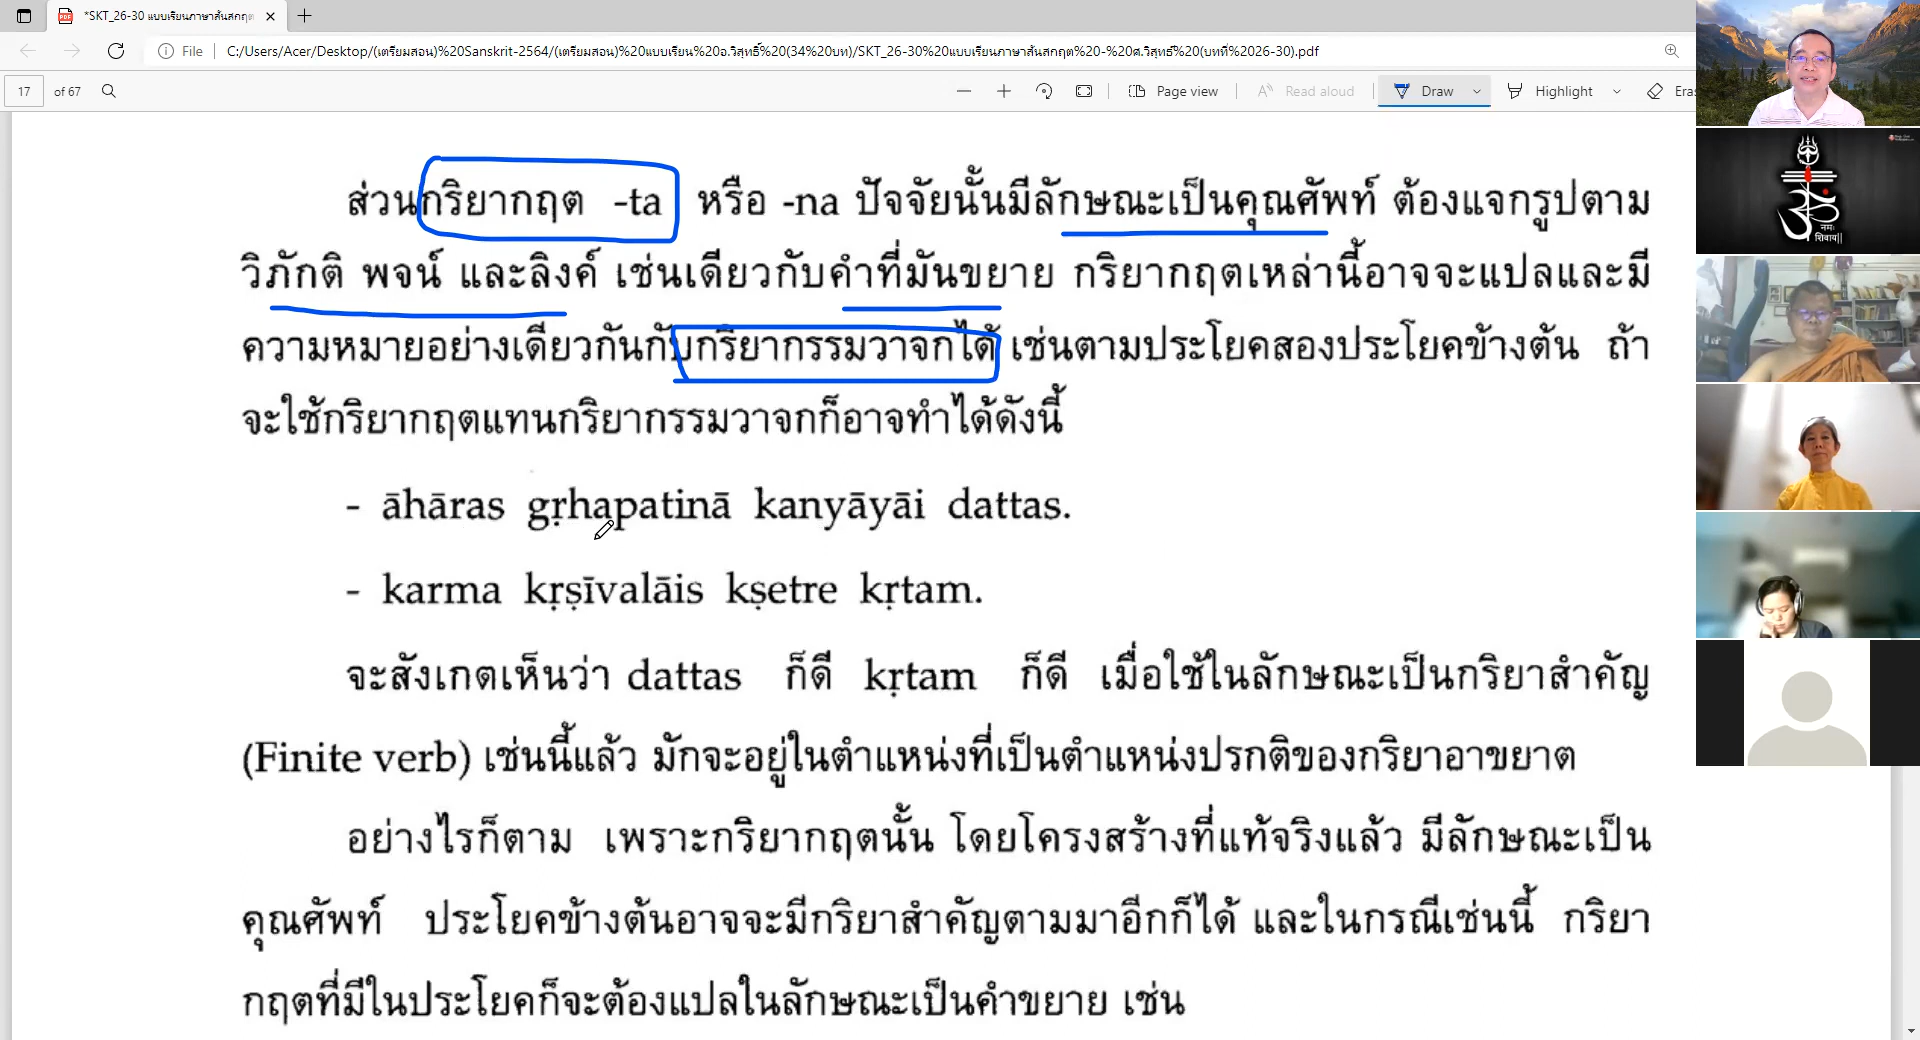 *SKT_26-30 แบบเรียนภาษาสันสกฤต
File
C:/Users/Acer/Desktop/(เตรียมสอน)%20Sanskrit-2564/(เตรียมสอน)%20แบบเรียน%20อ.วิสุทธิ์%20(34%20บท)/SKT_26-30%20แบบเรียนภาษาสันสกฤต%20-%20ศ.วิสุทธ์%20(บทที่%2026-30).pdf
17 of 67
Page view
Read aloud
Draw
Highlight
Eras
ส่วนกริยากฤต -ta หรือ -na ปัจจัยนั้นมีลักษณะเป็นคุณศัพท์ ต้องแจกรูปตาม
วิภักติ พจน์ และลิงค์ เช่นเดียวกับคำที่มันขยาย กริยากฤตเหล่านี้อาจจะแปลและมี
ความหมายอย่างเดียวกันกับกริยากรรมวาจกได้ เช่นตามประโยคสองประโยคข้างต้น ถ้า
จะใช้กริยากฤตแทนกริยากรรมวาจกก็อาจทำได้ดังนี้
- āhāras gṛhapatinā kanyāyāi dattas.
- karma kṛṣīvalāis kṣetre kṛtam.
จะสังเกตเห็นว่า dattas ก็ดี kṛtam ก็ดี เมื่อใช้ในลักษณะเป็นกริยาสำคัญ
(Finite verb) เช่นนี้แล้ว มักจะอยู่ในตำแหน่งที่เป็นตำแหน่งปรกติของกริยาอาขยาต
อย่างไรก็ตาม เพราะกริยากฤตนั้น โดยโครงสร้างที่แท้จริงแล้ว มีลักษณะเป็น
คุณศัพท์ ประโยคข้างต้นอาจจะมีกริยาสำคัญตามมาอีกก็ได้ และในกรณีเช่นนี้ กริยา
กฤตที่มีในประโยคก็จะต้องแปลในลักษณะเป็นคำขยาย เช่น
ॐ
नमः
शिवाय||